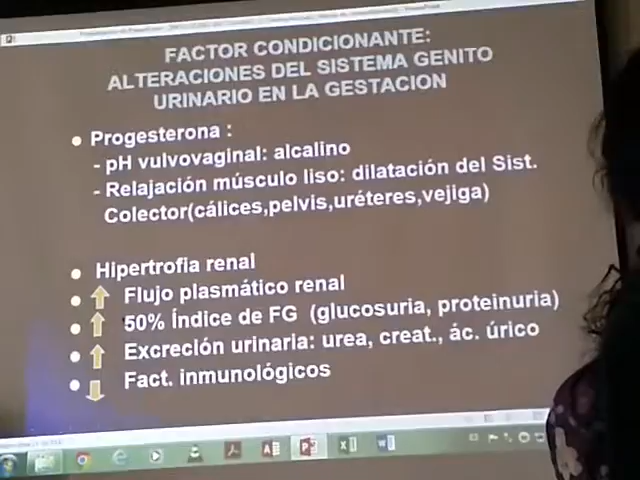 FACTOR CONDICIONANTE:
ALTERACIONES DEL SISTEMA GENITO
URINARIO EN LA GESTACION
Progesterona :
- pH vulvovaginal: alcalino
- Relajación músculo liso: dilatación del Sist.
Colector(cálices,pelvis,uréteres,vejiga)
Hipertrofia renal
Flujo plasmático renal
50% Índice de FG (glucosuria, proteinuria)
Excreción urinaria: urea, creat., ác. úrico
Fact. inmunológicos